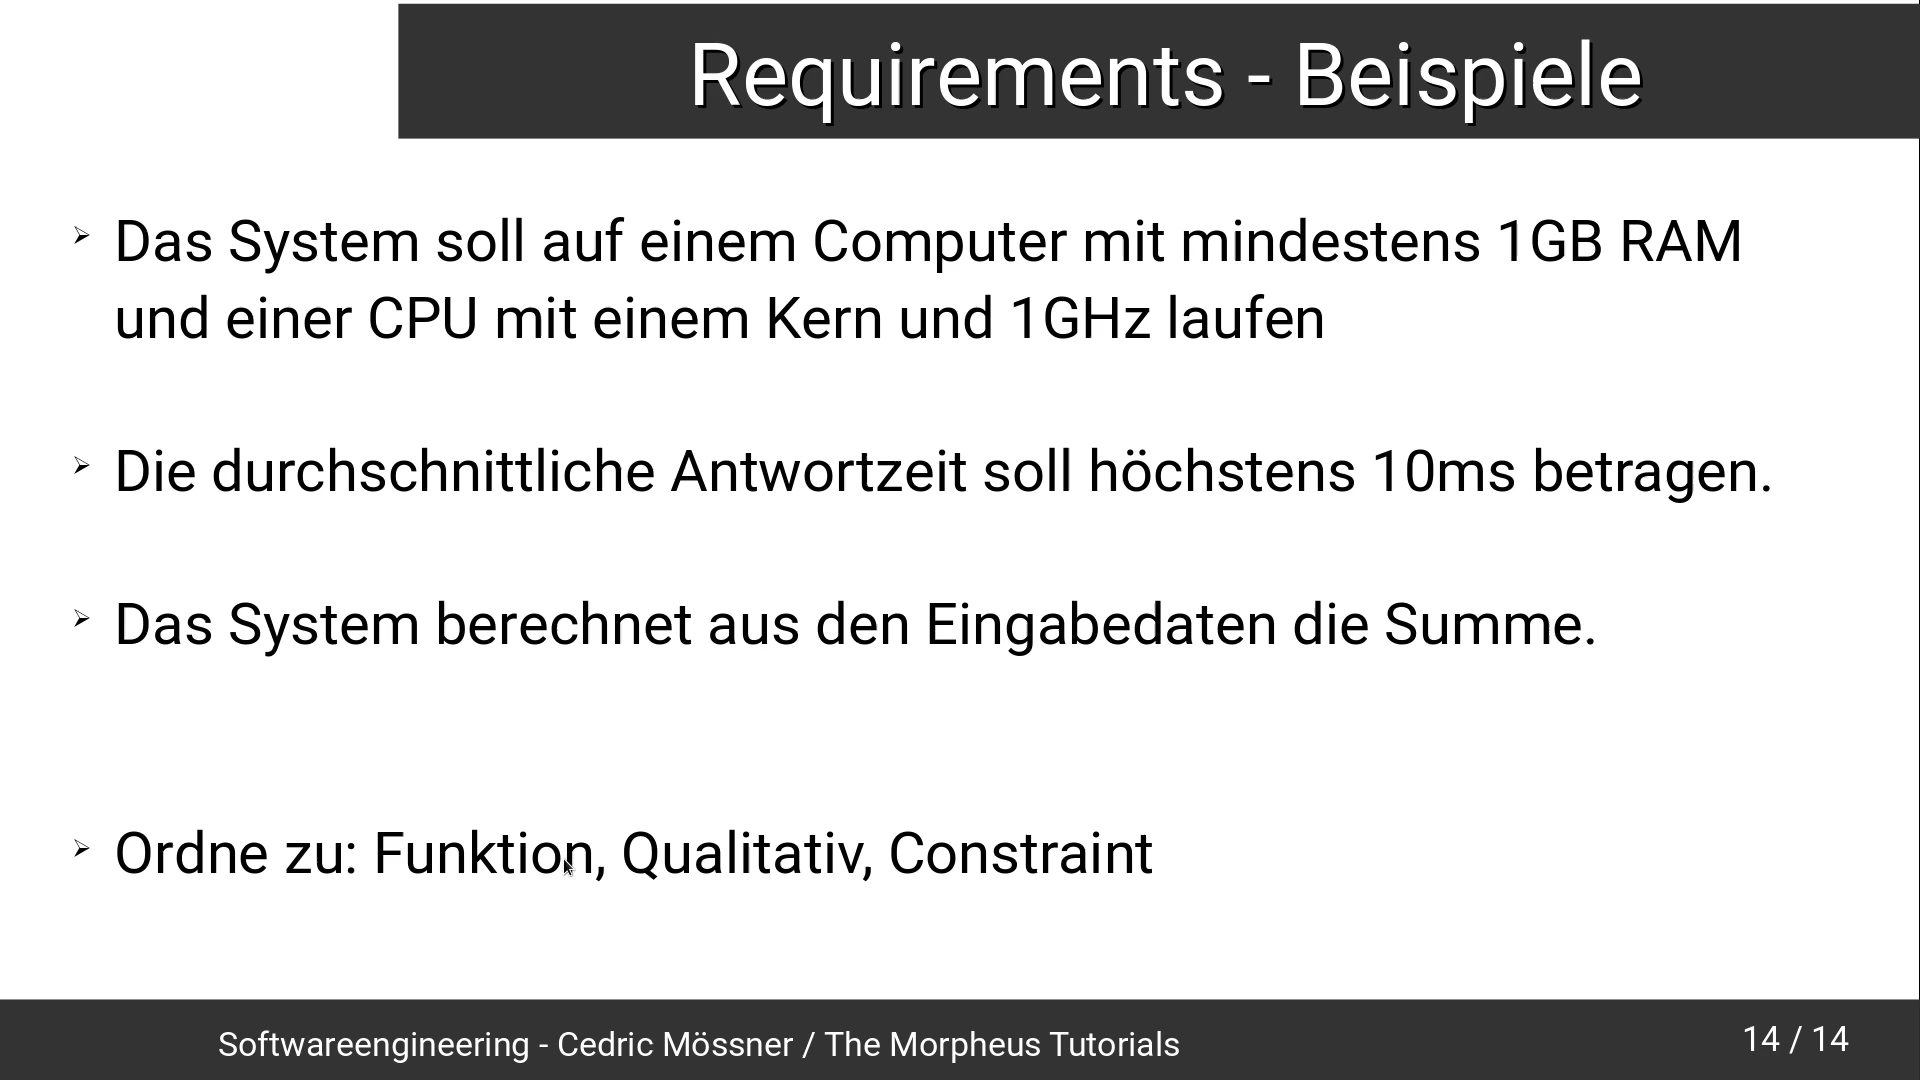 Requirements - Beispiele
Das System soll auf einem Computer mit mindestens 1GB RAM
und einer CPU mit einem Kern und 1GHz laufen
Die durchschnittliche Antwortzeit soll höchstens 10ms betragen.
Das System berechnet aus den Eingabedaten die Summe.
Ordne zu: Funktion, Qualitativ, Constraint
Softwareengineering - Cedric Mössner / The Morpheus Tutorials
14 / 14